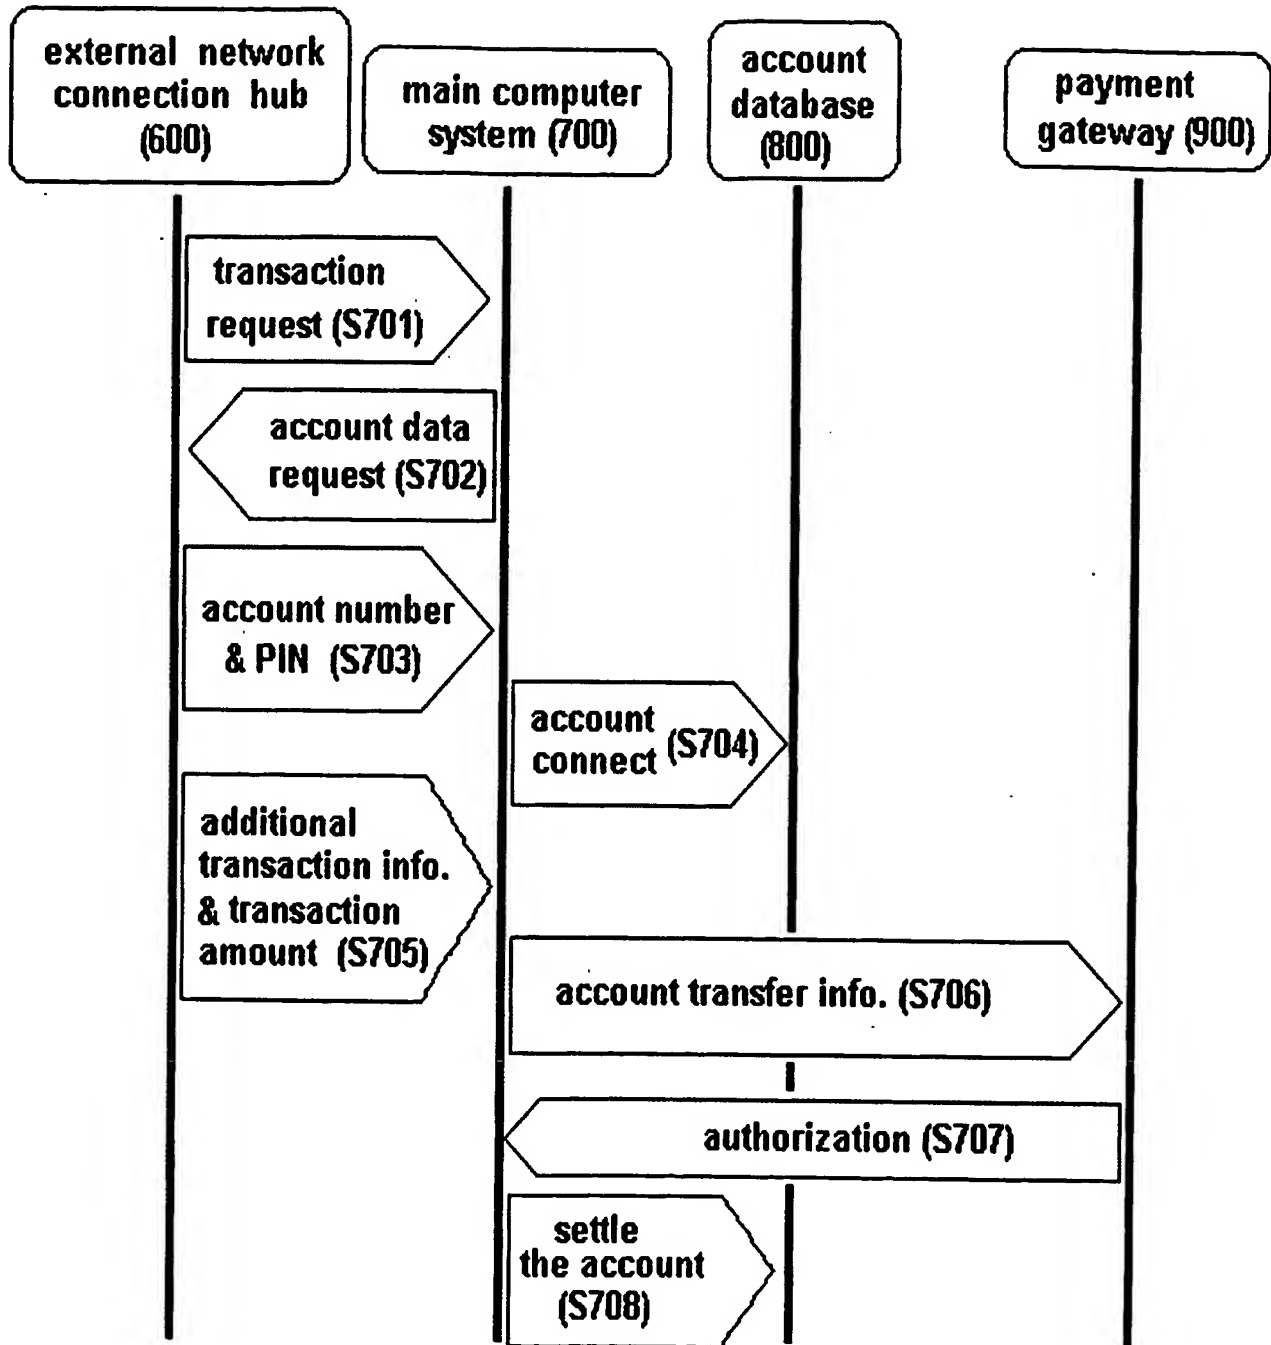 external network
connection hub
(600)
main computer
system (700)
account
database
(800)
payment
gateway (900)
transaction
request (S701)
account data
request (S702)
account number
& PIN (S703)
account
connect (S704)
additional
transaction info.
& transaction
amount (S705)
account transfer info. (S706)
authorization (S707)
settle
the account
(S708)